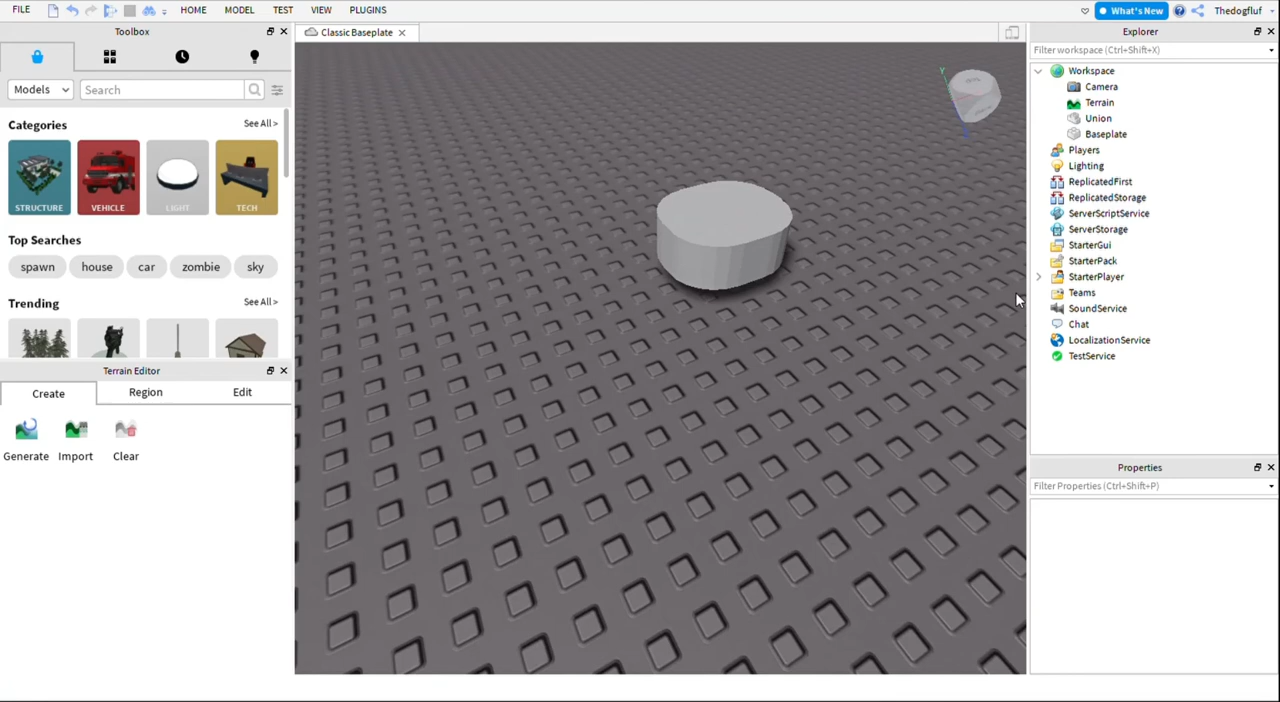 FILE HOME MODEL TEST VIEW PLUGINS What's New Thedogfluf
Toolbox
Classic Baseplate
Explorer
Filter workspace (Ctrl+Shift+X)
Models Search
Categories See All >
STRUCTURE VEHICLE LIGHT TECH
Top Searches
spawn house car zombie sky
Trending See All >
Terrain Editor
Create Region Edit
Generate Import Clear
Y
Workspace
Camera
Terrain
Union
Baseplate
Players
Lighting
ReplicatedFirst
ReplicatedStorage
ServerScriptService
ServerStorage
StarterGui
StarterPack
StarterPlayer
Teams
SoundService
Chat
LocalizationService
TestService
Properties
Filter Properties (Ctrl+Shift+P)